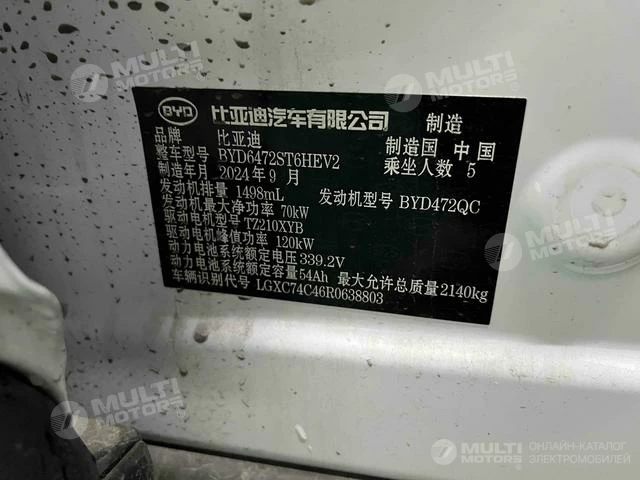 BYD 比亚迪汽车有限公司 制造
品牌 比亚迪 制造国 中国
整车型号 BYD6472ST6HEV2 乘坐人数 5
制造年月 2024年9月
发动机排量 1498mL 发动机型号 BYD472QC
发动机最大净功率 70kW
驱动电机型号 TZ210XYB
驱动电机峰值功率 120kW
动力电池系统额定电压 339.2V
动力电池系统额定容量 54Ah 最大允许总质量 2140kg
车辆识别代号 LGXC74C46R0638803
MULTI MOTORS
MULTI MOTORS
MULTI MOTORS
MULTI MOTORS
MULTI MOTORS
MULTI MOTORS
MULTI MOTORS ОНЛАЙН-КАТАЛОГ
ЭЛЕКТРОМОБИЛЕЙ